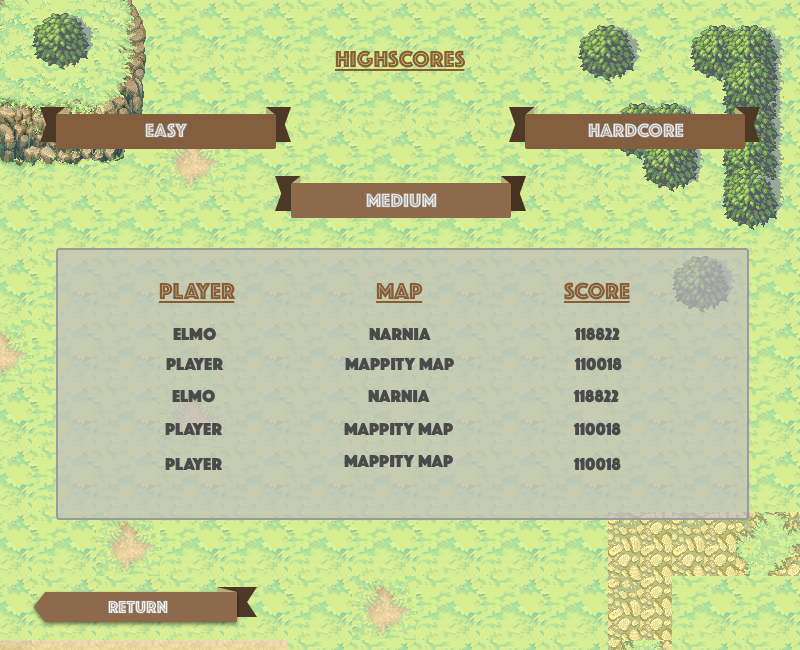 HIGHSCORES
EASY
HARDCORE
MEDIUM
PLAYER MAP SCORE
ELMO NARNIA 118822
PLAYER MAPPITY MAP 110018
ELMO NARNIA 118822
PLAYER MAPPITY MAP 110018
PLAYER MAPPITY MAP 110018
RETURN